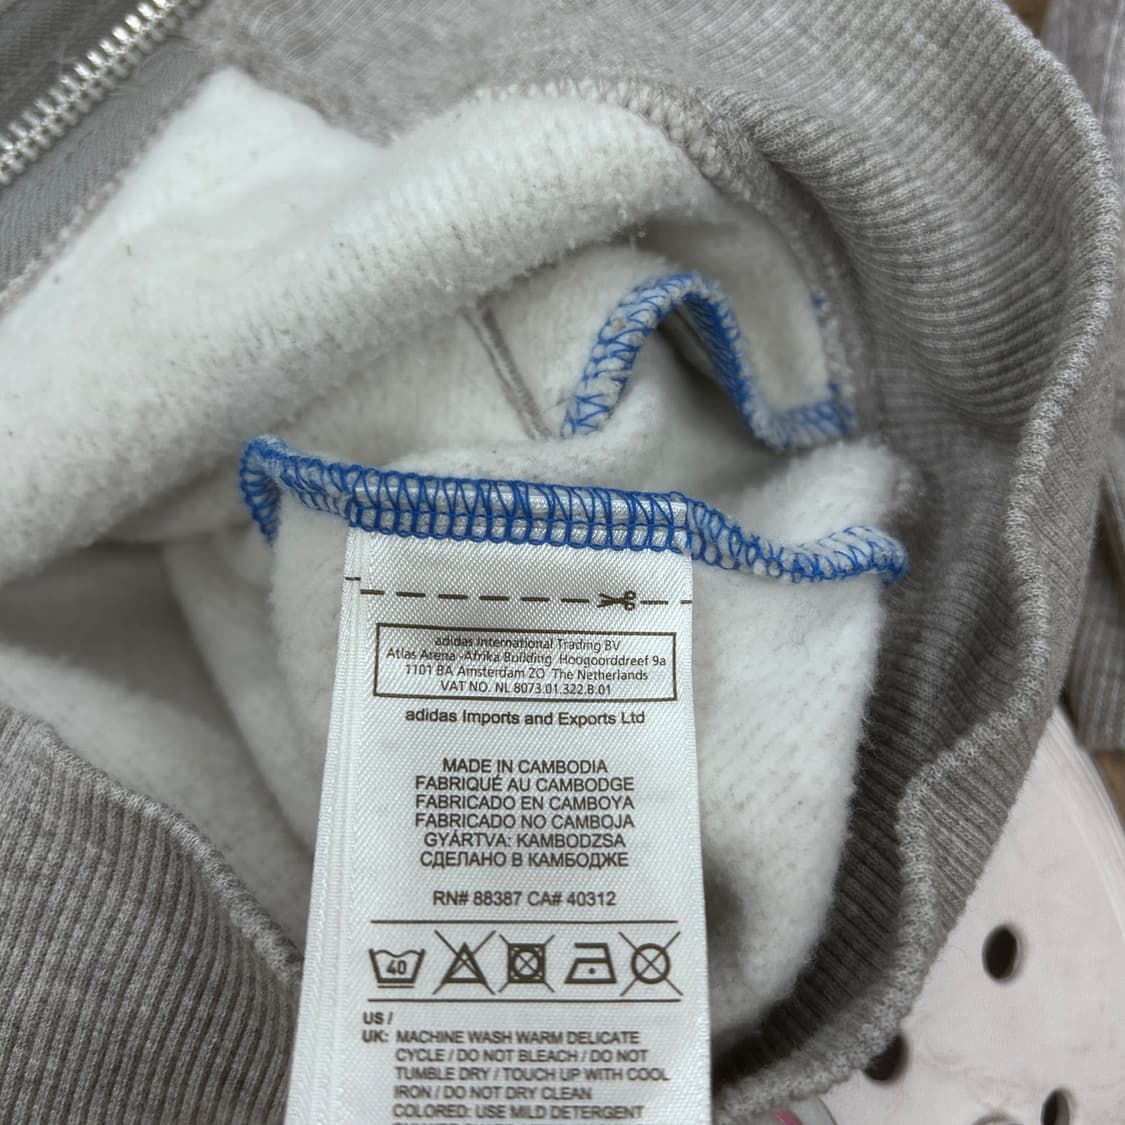 adidas International Trading BV
Atlas Arena -Afrika Building Hoogoorddreef 9a
1101 BA Amsterdam ZO The Netherlands
VAT NO. NL 8073.01.322.B.01
adidas Imports and Exports Ltd
MADE IN CAMBODIA
FABRIQUÉ AU CAMBODGE
FABRICADO EN CAMBOYA
FABRICADO NO CAMBOJA
GYÁRTVA: KAMBODZSA
СДЕЛАНО В КАМБОДЖЕ
RN# 88387 CA# 40312
40
US /
UK: MACHINE WASH WARM DELICATE
CYCLE / DO NOT BLEACH / DO NOT
TUMBLE DRY / TOUCH UP WITH COOL
IRON / DO NOT DRY CLEAN
COLORED: USE MILD DETERGENT